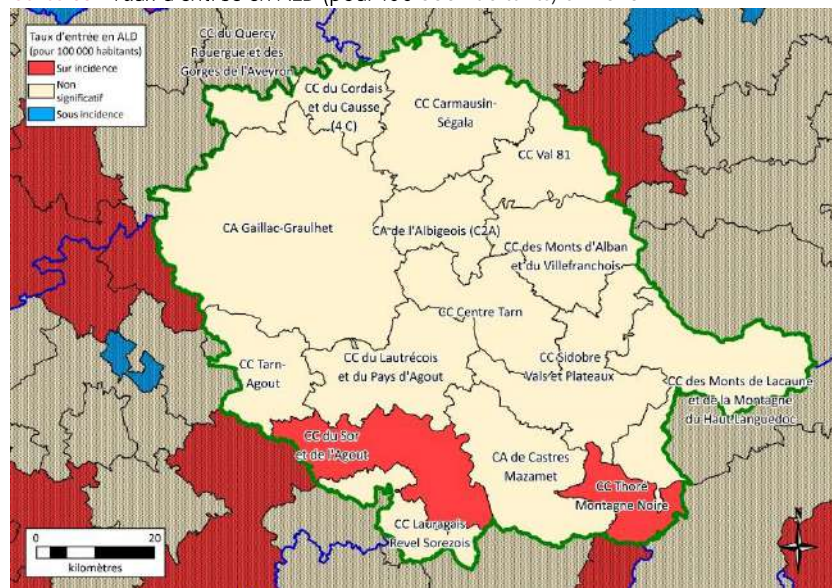 Taux d'entrée en ALD
(pour 100 000 habitants)
Sur incidence
Non
significatif
Sous incidence
CC du Quercy
Rouergue et des
Gorges de l'Aveyron
CC du Cordais
et du Causse
(4 C)
CC Carmausin-
Ségala
CC Val 81
CA Gaillac-Graulhet
CA de l'Albigeois (C2A)
CC des Monts d'Alban
et du Villefranchois
CC Centre Tarn
CC Tarn-
Agout
CC du Lautrécois
et du Pays d'Agout
CC Sidobre
Vals et Plateaux
CC des Monts de Lacaune
et de la Montagne
du Haut Languedoc
CC du Sor
et de l'Agout
CA de Castres
Mazamet
CC Thoré
Montagne Noire
CC Lauragais
Revel Sorezois
0 20
kilomètres
N